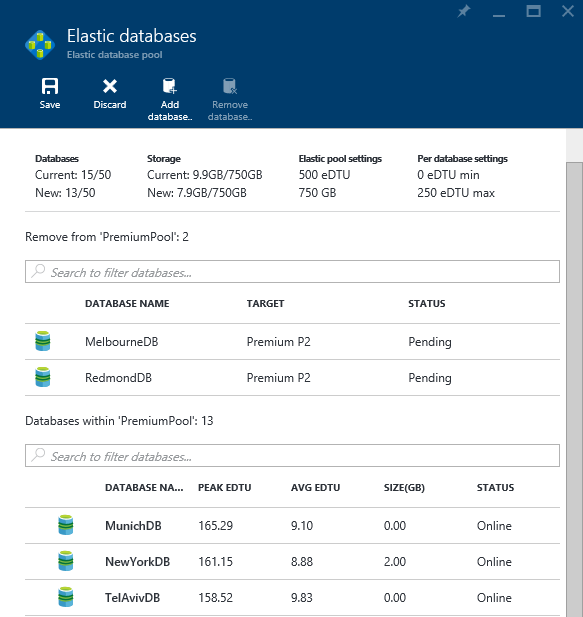 Elastic databases
Elastic database pool
Save Discard Add database.. Remove database..
Databases Storage Elastic pool settings Per database settings
Current: 15/50 Current: 9.9GB/750GB 500 eDTU 0 eDTU min
New: 13/50 New: 7.9GB/750GB 750 GB 250 eDTU max
Remove from 'PremiumPool': 2
Search to filter databases...
DATABASE NAME TARGET STATUS
MelbourneDB Premium P2 Pending
RedmondDB Premium P2 Pending
Databases within 'PremiumPool': 13
Search to filter databases...
DATABASE NA... PEAK EDTU AVG EDTU SIZE(GB) STATUS
MunichDB 165.29 9.10 0.00 Online
NewYorkDB 161.15 8.88 2.00 Online
TelAvivDB 158.52 9.83 0.00 Online